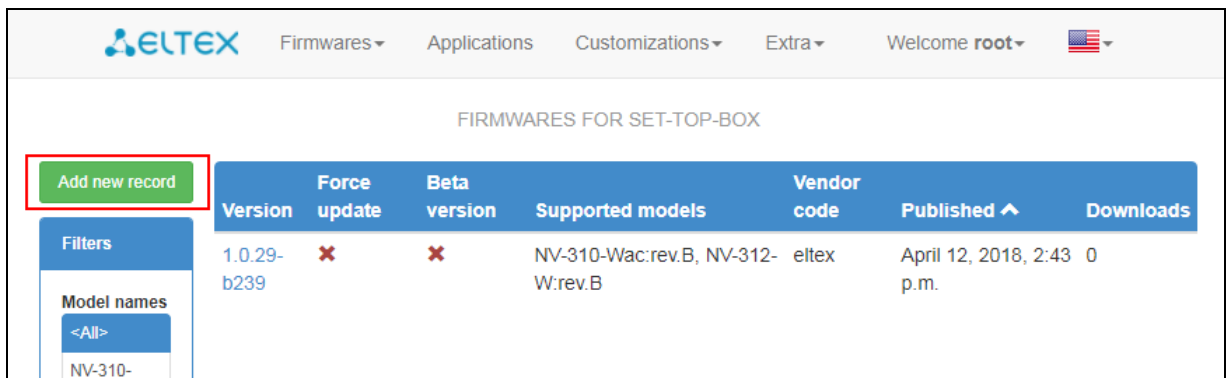 ELTEX Firmwares Applications Customizations Extra Welcome root
FIRMWARES FOR SET-TOP-BOX
Add new record
Version Force update Beta version Supported models Vendor code Published Downloads
Filters
1.0.29-b239 NV-310-Wac:rev.B, NV-312-W:rev.B eltex April 12, 2018, 2:43 p.m. 0
Model names
<All>
NV-310-